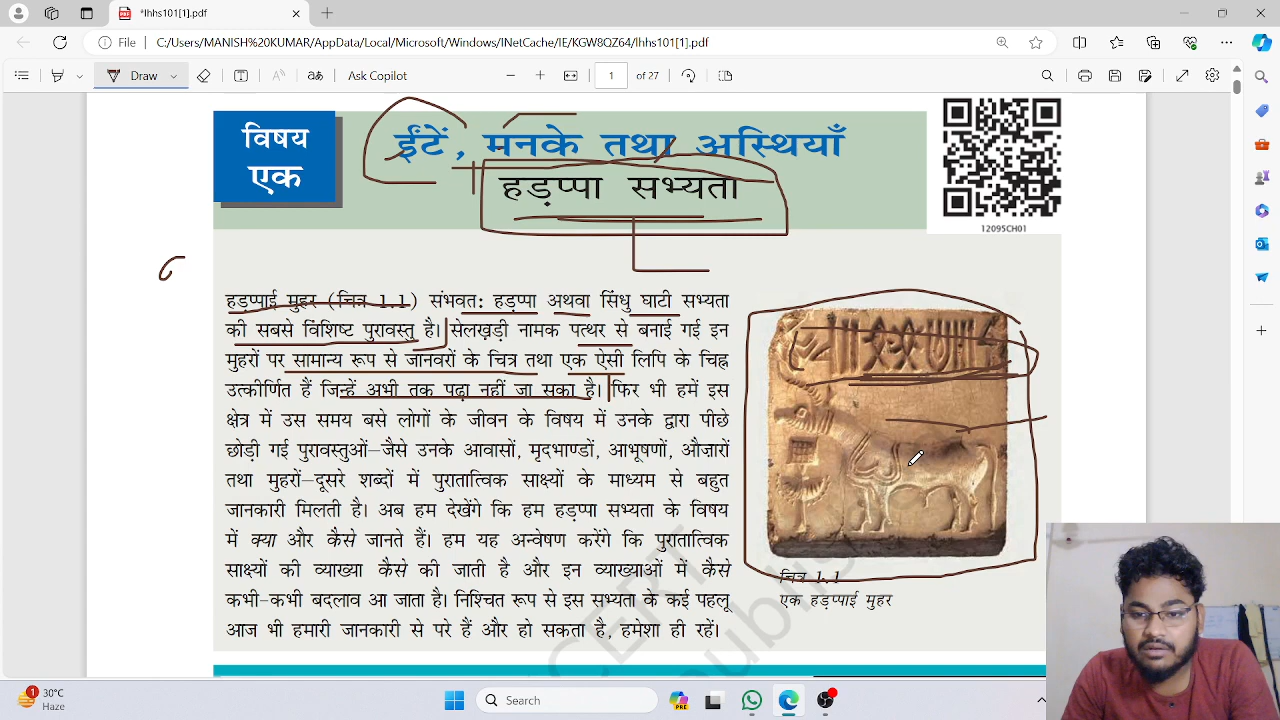 *lhhs101[1].pdf
File
C:/Users/MANISH%20KUMAR/AppData/Local/Microsoft/Windows/INetCache/IE/KGW8QZ64/lhhs101[1].pdf
Draw
Ask Copilot
1 of 27
विषय
एक
ईंटें, मनके तथा अस्थियाँ
हड़प्पा सभ्यता
12095CH01
हड़प्पाई मुहर (चित्र 1.1) संभवत: हड़प्पा अथवा सिंधु घाटी सभ्यता
की सबसे विशिष्ट पुरावस्तु है। सेलखड़ी नामक पत्थर से बनाई गई इन
मुहरों पर सामान्य रूप से जानवरों के चित्र तथा एक ऐसी लिपि के चिह्न
उत्कीर्णित हैं जिन्हें अभी तक पढ़ा नहीं जा सका है। फिर भी हमें इस
क्षेत्र में उस समय बसे लोगों के जीवन के विषय में उनके द्वारा पीछे
छोड़ी गई पुरावस्तुओं–जैसे उनके आवासों, मृदभाण्डों, आभूषणों, औजारों
तथा मुहरों–दूसरे शब्दों में पुरातात्विक साक्ष्यों के माध्यम से बहुत
जानकारी मिलती है। अब हम देखेंगे कि हम हड़प्पा सभ्यता के विषय
में क्या और कैसे जानते हैं। हम यह अन्वेषण करेंगे कि पुरातात्विक
साक्ष्यों की व्याख्या कैसे की जाती है और इन व्याख्याओं में कैसे
कभी-कभी बदलाव आ जाता है। निश्चित रूप से इस सभ्यता के कई पहलू
आज भी हमारी जानकारी से परे हैं और हो सकता है, हमेशा ही रहें।
चित्र 1.1
एक हड़प्पाई मुहर
1
30°C
Haze
Search
PRE